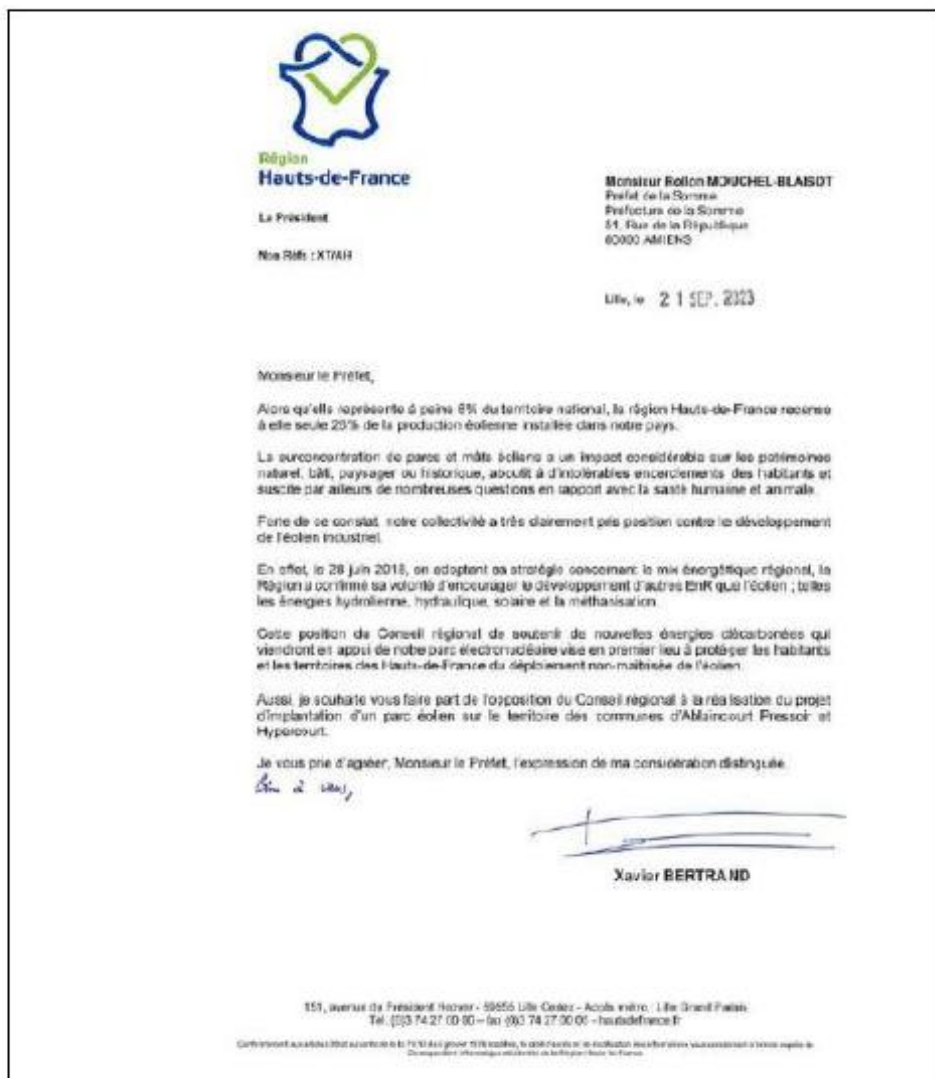 Région
Hauts-de-France
Monsieur Rollon MOUCHEL-BLAISOT
Préfet de la Somme
Préfecture de la Somme
51, Rue de la République
80000 AMIENS
Le Président
Nos Réfs : XT/AH
Lille, le 21 SEP. 2023
Monsieur le Préfet,
Alors qu'elle représente à peine 6% du territoire national, la région Hauts-de-France recense
à elle seule 28% de la production éolienne installée dans notre pays.
La surconcentration de parcs et mâts éoliens a un impact considérable sur les patrimoines
naturel, bâti, paysager ou historique, aboutit à d'intolérables encerclements des habitants et
suscite par ailleurs de nombreuses questions en rapport avec la santé humaine et animale.
Forte de ce constat, notre collectivité a très clairement pris position contre le développement
de l'éolien industriel.
En effet, le 28 juin 2018, en adoptant sa stratégie concernant le mix énergétique régional, la
Région a confirmé sa volonté d'encourager le développement d'autres EnR que l'éolien ; telles
les énergies hydrolienne, hydraulique, solaire et la méthanisation.
Cette position du Conseil régional de soutenir de nouvelles énergies décarbonées qui
viendront en appui de notre parc électronucléaire vise en premier lieu à protéger les habitants
et les territoires des Hauts-de-France du déploiement non-maîtrisée de l'éolien.
Aussi, je souhaite vous faire part de l'opposition du Conseil régional à la réalisation du projet
d'implantation d'un parc éolien sur le territoire des communes d'Ablaincourt Pressoir et
Hypercourt.
Je vous prie d'agréer, Monsieur le Préfet, l'expression de ma considération distinguée.
Bien à vous,
Xavier BERTRAND
151, avenue du Président Hoover - 59555 Lille Cedex - Accès métro : Lille Grand Palais
Tél. (0)3 74 27 00 00 – fax (0)3 74 27 00 05 - hautsdefrance.fr